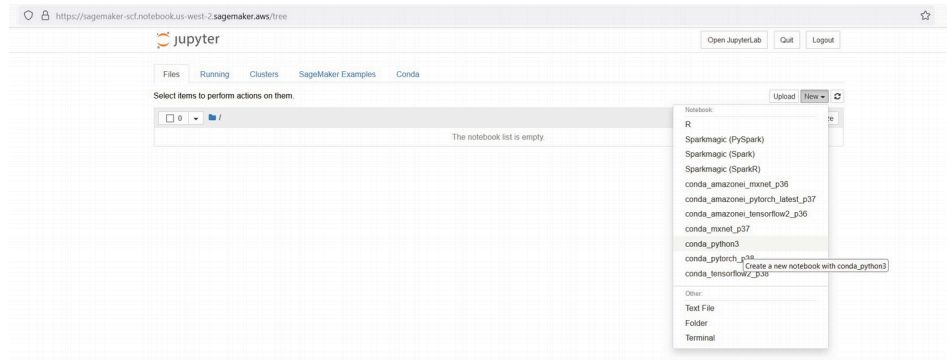 https://sagemaker-scf.notebook.us-west-2.sagemaker.aws/tree
jupyter
Open JupyterLab Quit Logout
Files Running Clusters SageMaker Examples Conda
Select items to perform actions on them.
Upload New
0 /
The notebook list is empty.
Notebook:
R
Sparkmagic (PySpark)
Sparkmagic (Spark)
Sparkmagic (SparkR)
conda_amazonei_mxnet_p36
conda_amazonei_pytorch_latest_p37
conda_amazonei_tensorflow2_p36
conda_mxnet_p37
conda_python3
conda_pytorch_p38
Create a new notebook with conda_python3
conda_tensorflow2_p38
Other:
Text File
Folder
Terminal